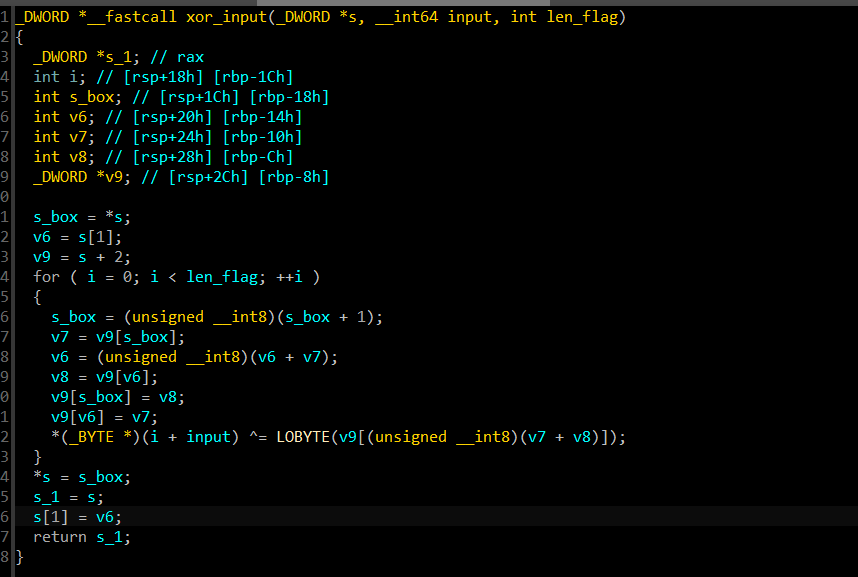 1 _DWORD *__fastcall xor_input(_DWORD *s, __int64 input, int len_flag)
2 {
3   _DWORD *s_1; // rax
4   int i; // [rsp+18h] [rbp-1Ch]
5   int s_box; // [rsp+1Ch] [rbp-18h]
6   int v6; // [rsp+20h] [rbp-14h]
7   int v7; // [rsp+24h] [rbp-10h]
8   int v8; // [rsp+28h] [rbp-Ch]
9   _DWORD *v9; // [rsp+2Ch] [rbp-8h]
0
1   s_box = *s;
2   v6 = s[1];
3   v9 = s + 2;
4   for ( i = 0; i < len_flag; ++i )
5   {
6     s_box = (unsigned __int8)(s_box + 1);
7     v7 = v9[s_box];
8     v6 = (unsigned __int8)(v6 + v7);
9     v8 = v9[v6];
0     v9[s_box] = v8;
1     v9[v6] = v7;
2     *(_BYTE *)(i + input) ^= LOBYTE(v9[(unsigned __int8)(v7 + v8)]);
3   }
4   *s = s_box;
5   s_1 = s;
6   s[1] = v6;
7   return s_1;
8 }